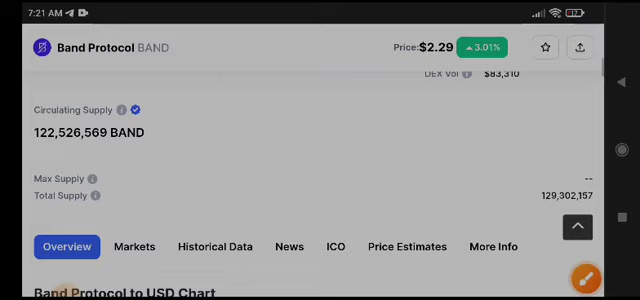 7:21 AM
Band Protocol BAND
Price:$2.29 3.01%
DEX Vol $83,310
Circulating Supply
122,526,569 BAND
Max Supply --
Total Supply 129,302,157
Overview Markets Historical Data News ICO Price Estimates More Info
Band Protocol to USD Chart